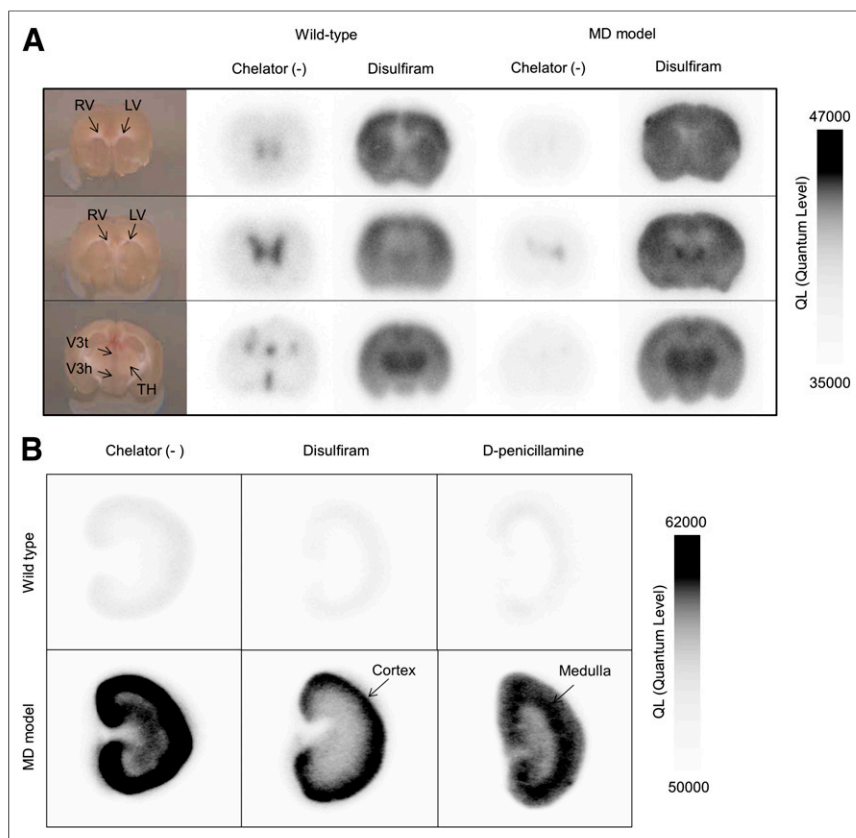 A
Wild-type
MD model
Chelator (-)
Disulfiram
Chelator (-)
Disulfiram
RV
LV
RV
LV
V3t
V3h
TH
47000
QL (Quantum Level)
35000
B
Chelator (- )
Disulfiram
D-penicillamine
Wild type
MD model
Cortex
Medulla
62000
QL (Quantum Level)
50000